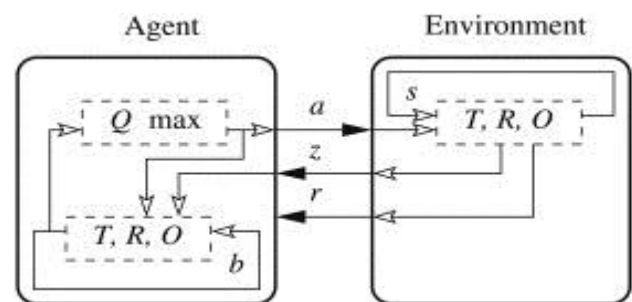 Agent
Environment
Q max
a
s
T, R, O
z
r
T, R, O
b